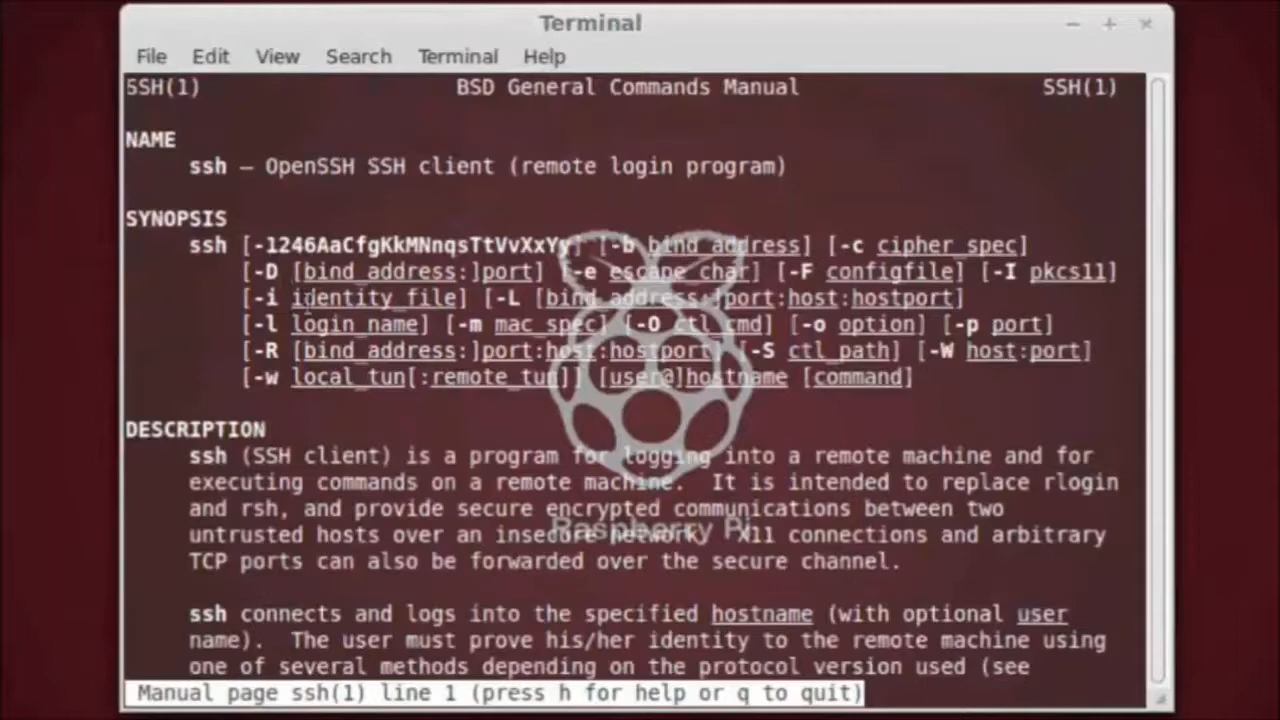 Terminal
File Edit View Search Terminal Help
SSH(1) BSD General Commands Manual SSH(1)
NAME
ssh — OpenSSH SSH client (remote login program)
SYNOPSIS
ssh [-1246AaCfgKkMNnqsTtVvXxYy] [-b bind_address] [-c cipher_spec]
[-D [bind_address:]port] [-e escape_char] [-F configfile] [-I pkcs11]
[-i identity_file] [-L [bind_address:]port:host:hostport]
[-l login_name] [-m mac_spec] [-O ctl_cmd] [-o option] [-p port]
[-R [bind_address:]port:host:hostport] [-S ctl_path] [-W host:port]
[-w local_tun[:remote_tun]] [user@]hostname [command]
DESCRIPTION
ssh (SSH client) is a program for logging into a remote machine and for
executing commands on a remote machine. It is intended to replace rlogin
and rsh, and provide secure encrypted communications between two
Raspberry Pi
untrusted hosts over an insecure network. X11 connections and arbitrary
TCP ports can also be forwarded over the secure channel.
ssh connects and logs into the specified hostname (with optional user
name). The user must prove his/her identity to the remote machine using
one of several methods depending on the protocol version used (see
Manual page ssh(1) line 1 (press h for help or q to quit)